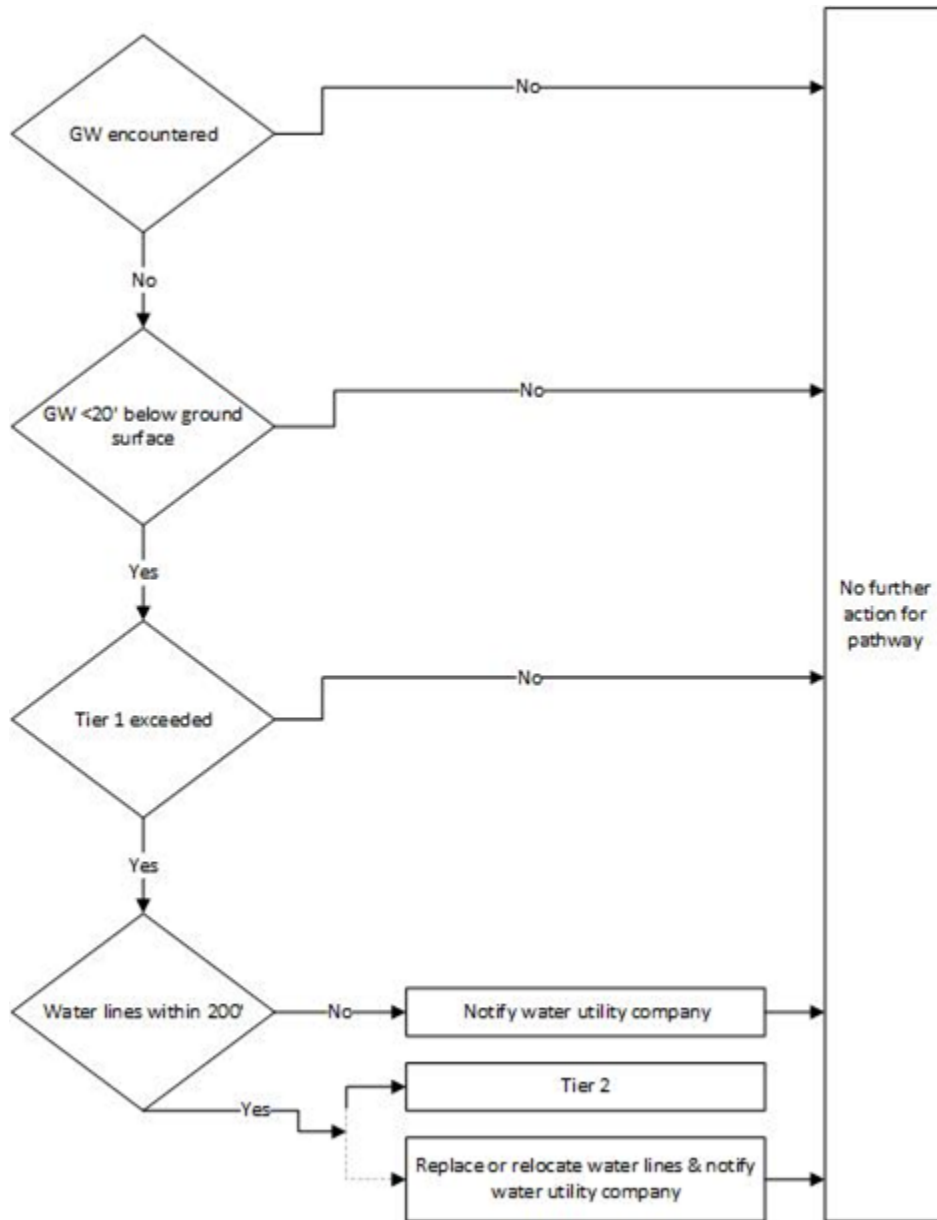 GW encountered
No
No
GW <20' below ground
surface
No
Yes
No further
action for
pathway
Tier 1 exceeded
No
Yes
Water lines within 200'
No
Notify water utility company
Yes
Tier 2
Replace or relocate water lines & notify
water utility company